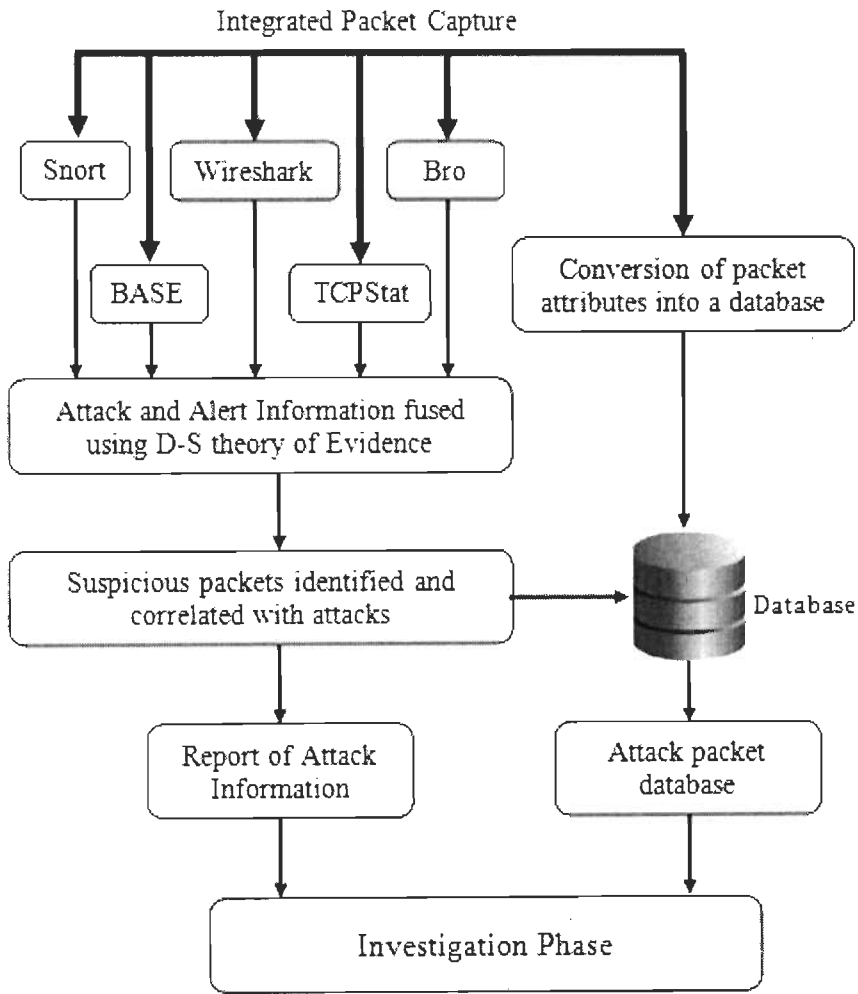 Integrated Packet Capture
Snort
Wireshark
Bro
BASE
TCPStat
Conversion of packet
attributes into a database
Attack and Alert Information fused
using D-S theory of Evidence
Suspicious packets identified and
correlated with attacks
Database
Report of Attack
Information
Attack packet
database
Investigation Phase